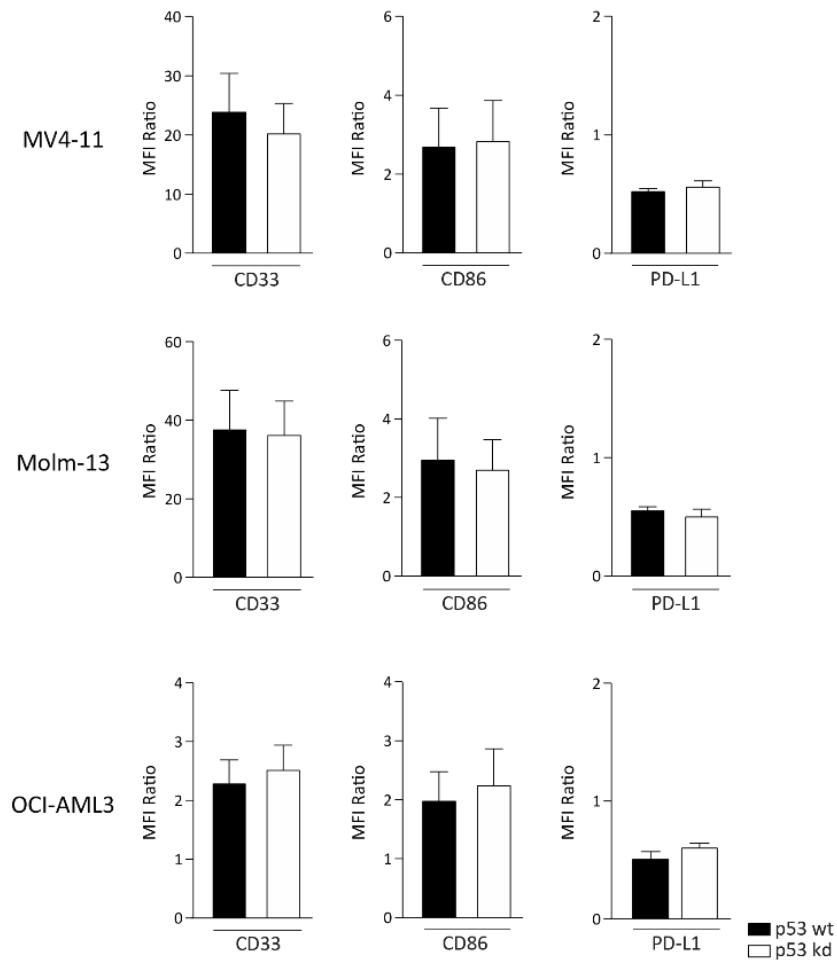 MV4-11
MFI Ratio
40
30
20
10
0
CD33
MFI Ratio
6
4
2
0
CD86
MFI Ratio
2
1
0
PD-L1
Molm-13
MFI Ratio
60
40
20
0
CD33
MFI Ratio
6
4
2
0
CD86
MFI Ratio
2
1
0
PD-L1
OCI-AML3
MFI Ratio
4
3
2
1
0
CD33
MFI Ratio
4
3
2
1
0
CD86
MFI Ratio
2
1
0
PD-L1
p53 wt
p53 kd